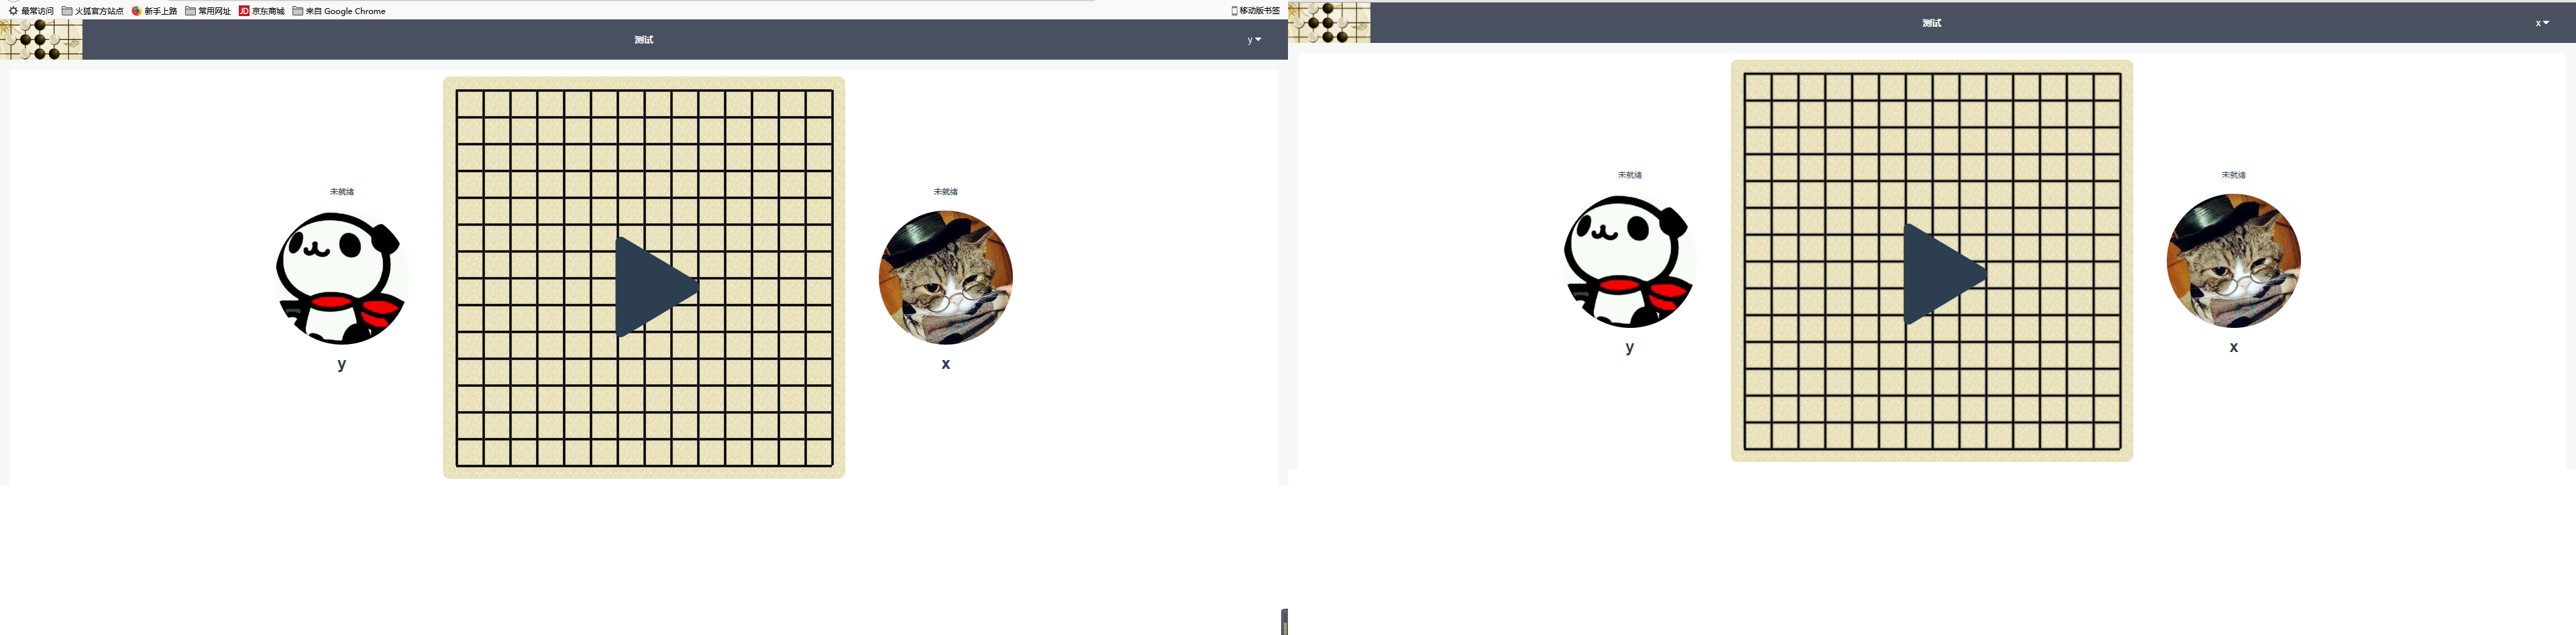 最常访问 火狐官方站点 新手上路 常用网址 JD 京东商城 来自 Google Chrome 移动版书签
测试 y
未就绪 未就绪
y x
测试 x
未就绪 未就绪
y x